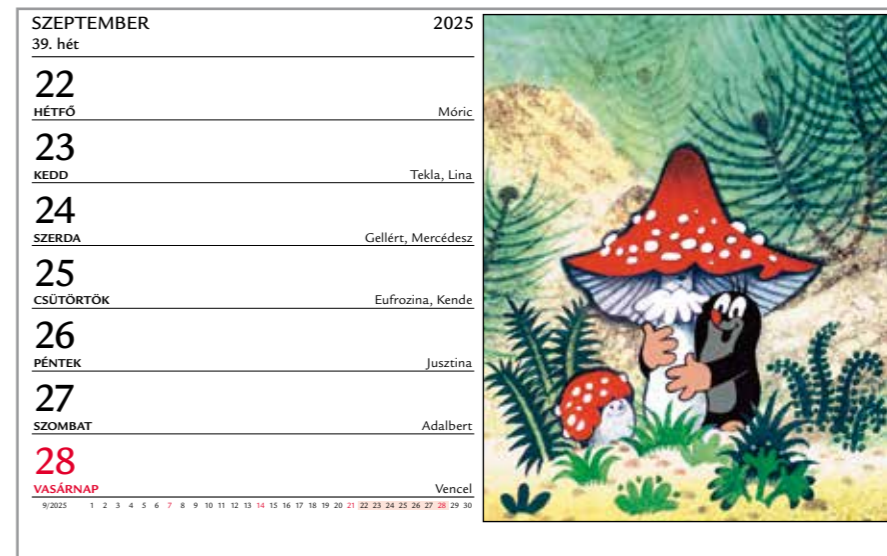 SZEPTEMBER 2025
39. hét
22
HÉTFŐ Móric
23
KEDD Tekla, Lina
24
SZERDA Gellért, Mercédesz
25
CSÜTÖRTÖK Eufrozina, Kende
26
PÉNTEK Jusztina
27
SZOMBAT Adalbert
28
VASÁRNAP Vencel
9/2025 1 2 3 4 5 6 7 8 9 10 11 12 13 14 15 16 17 18 19 20 21 22 23 24 25 26 27 28 29 30